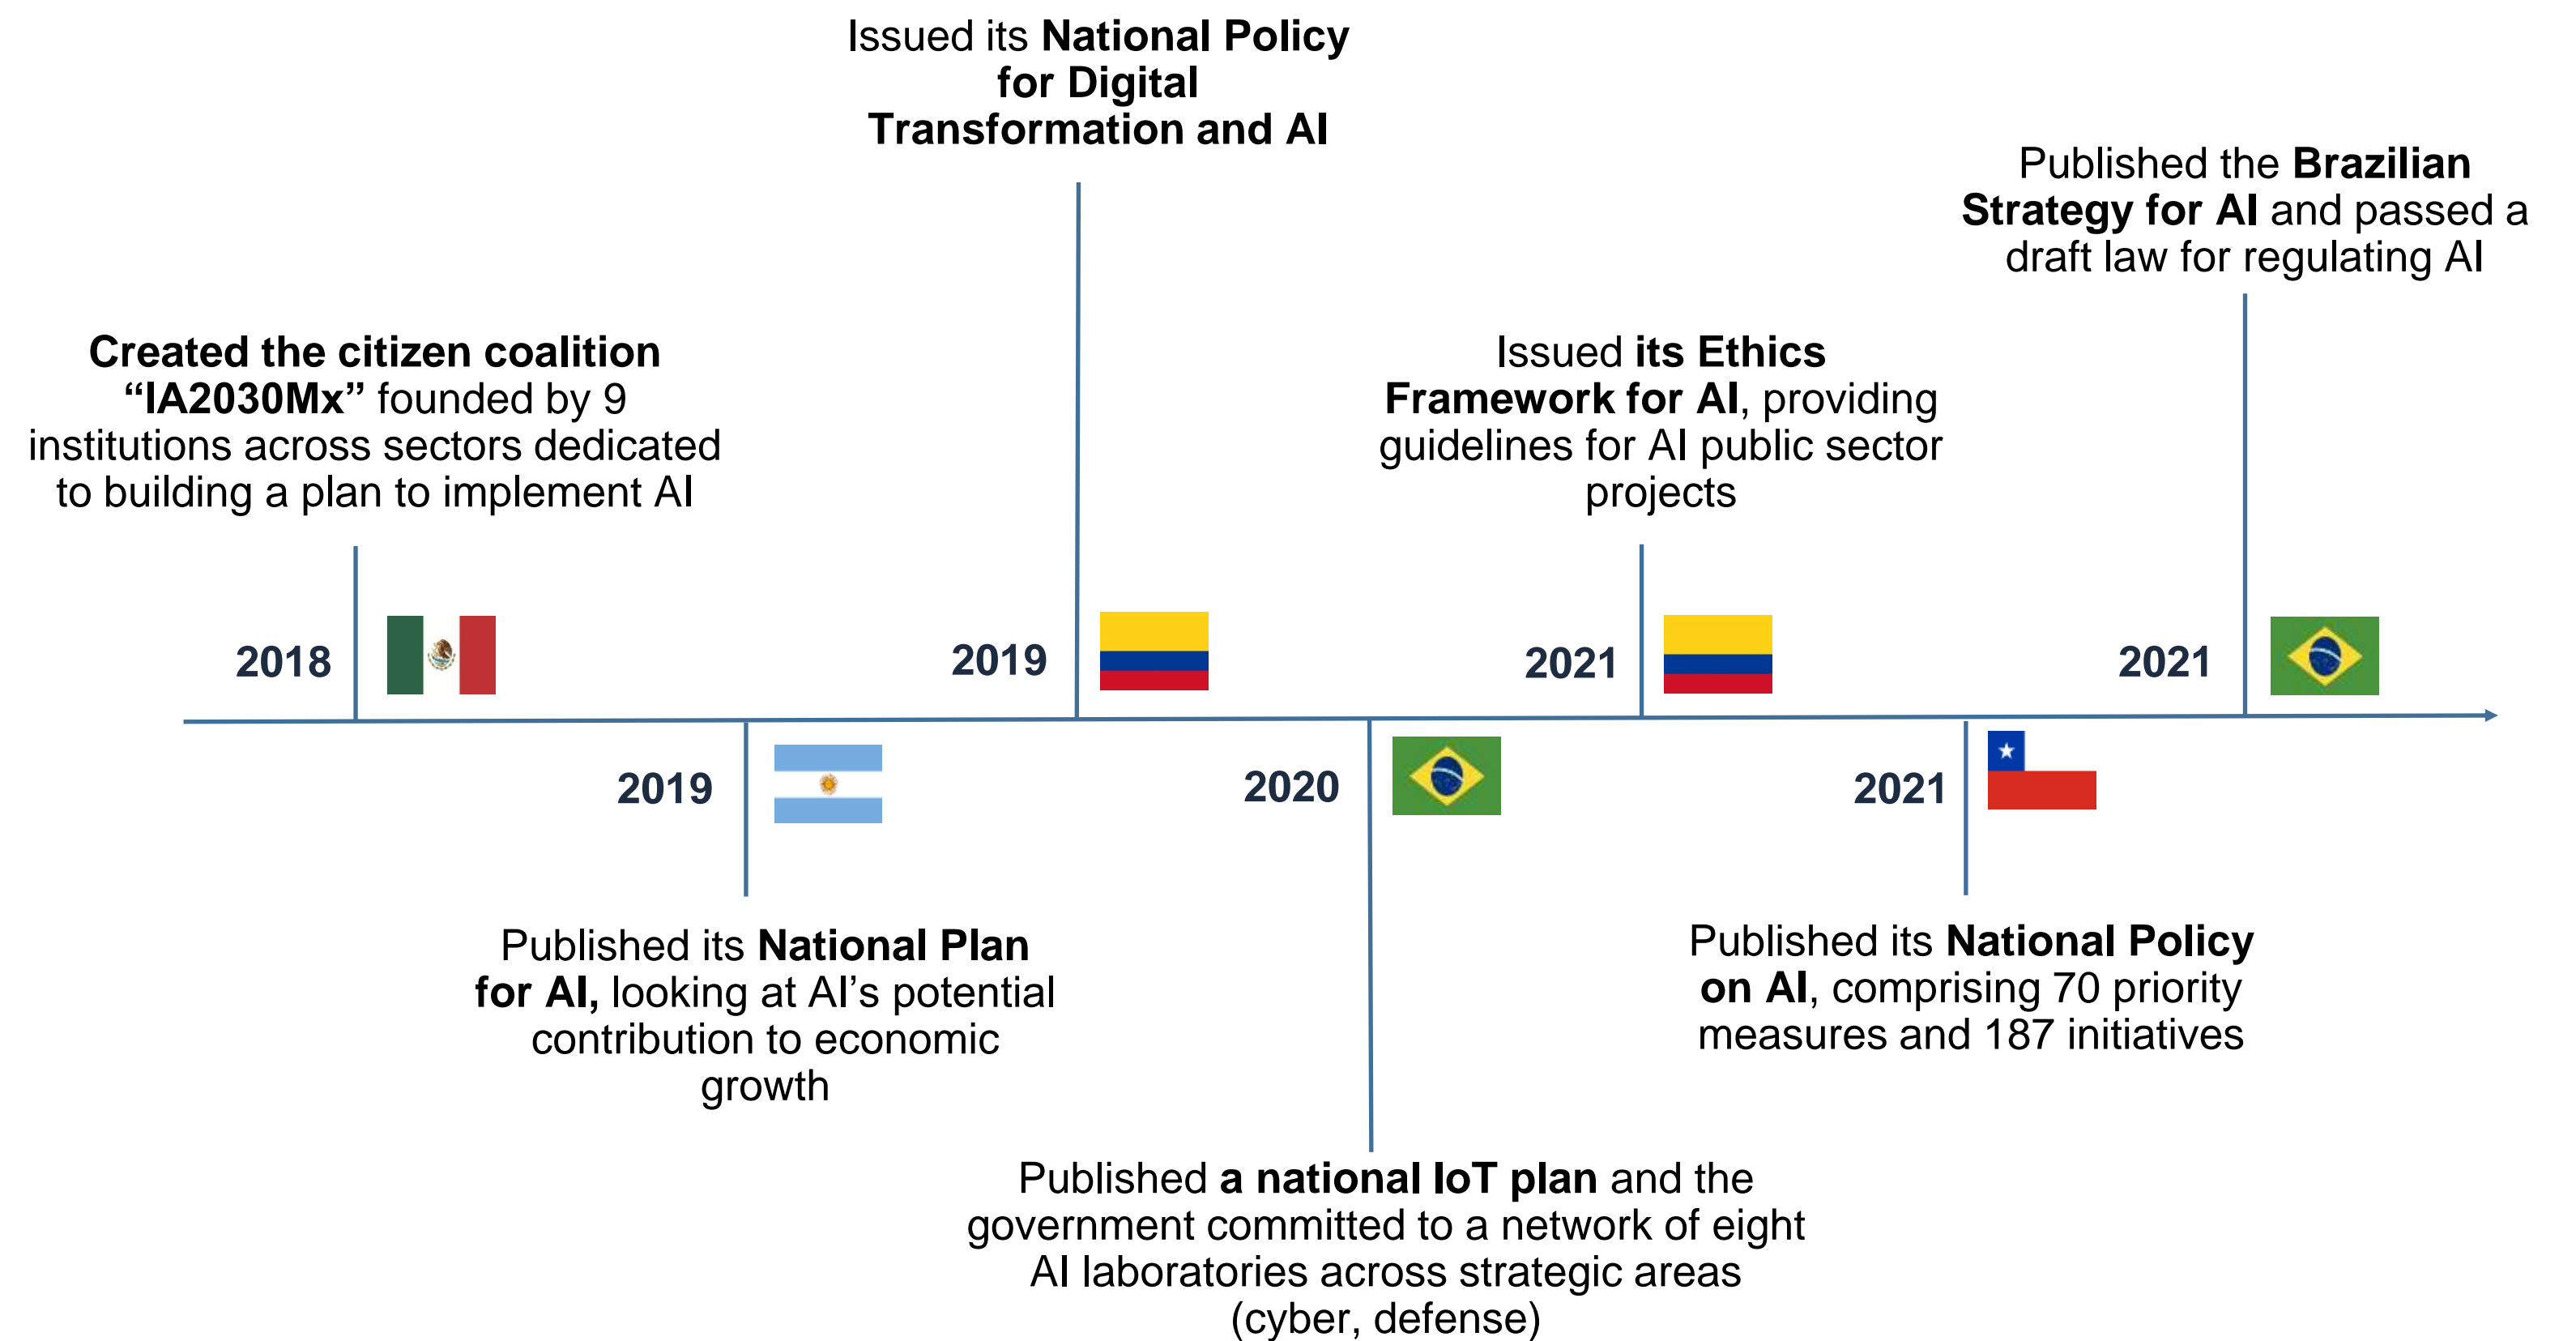 Issued its National Policy
for Digital
Transformation and AI
Published the Brazilian
Strategy for AI and passed a
draft law for regulating AI
Created the citizen coalition
“IA2030Mx” founded by 9
institutions across sectors dedicated
to building a plan to implement AI
Issued its Ethics
Framework for AI, providing
guidelines for AI public sector
projects
2018
2019
2021
2021
2019
2020
2021
Published its National Plan
for AI, looking at AI’s potential
contribution to economic
growth
Published its National Policy
on AI, comprising 70 priority
measures and 187 initiatives
Published a national IoT plan and the
government committed to a network of eight
AI laboratories across strategic areas
(cyber, defense)